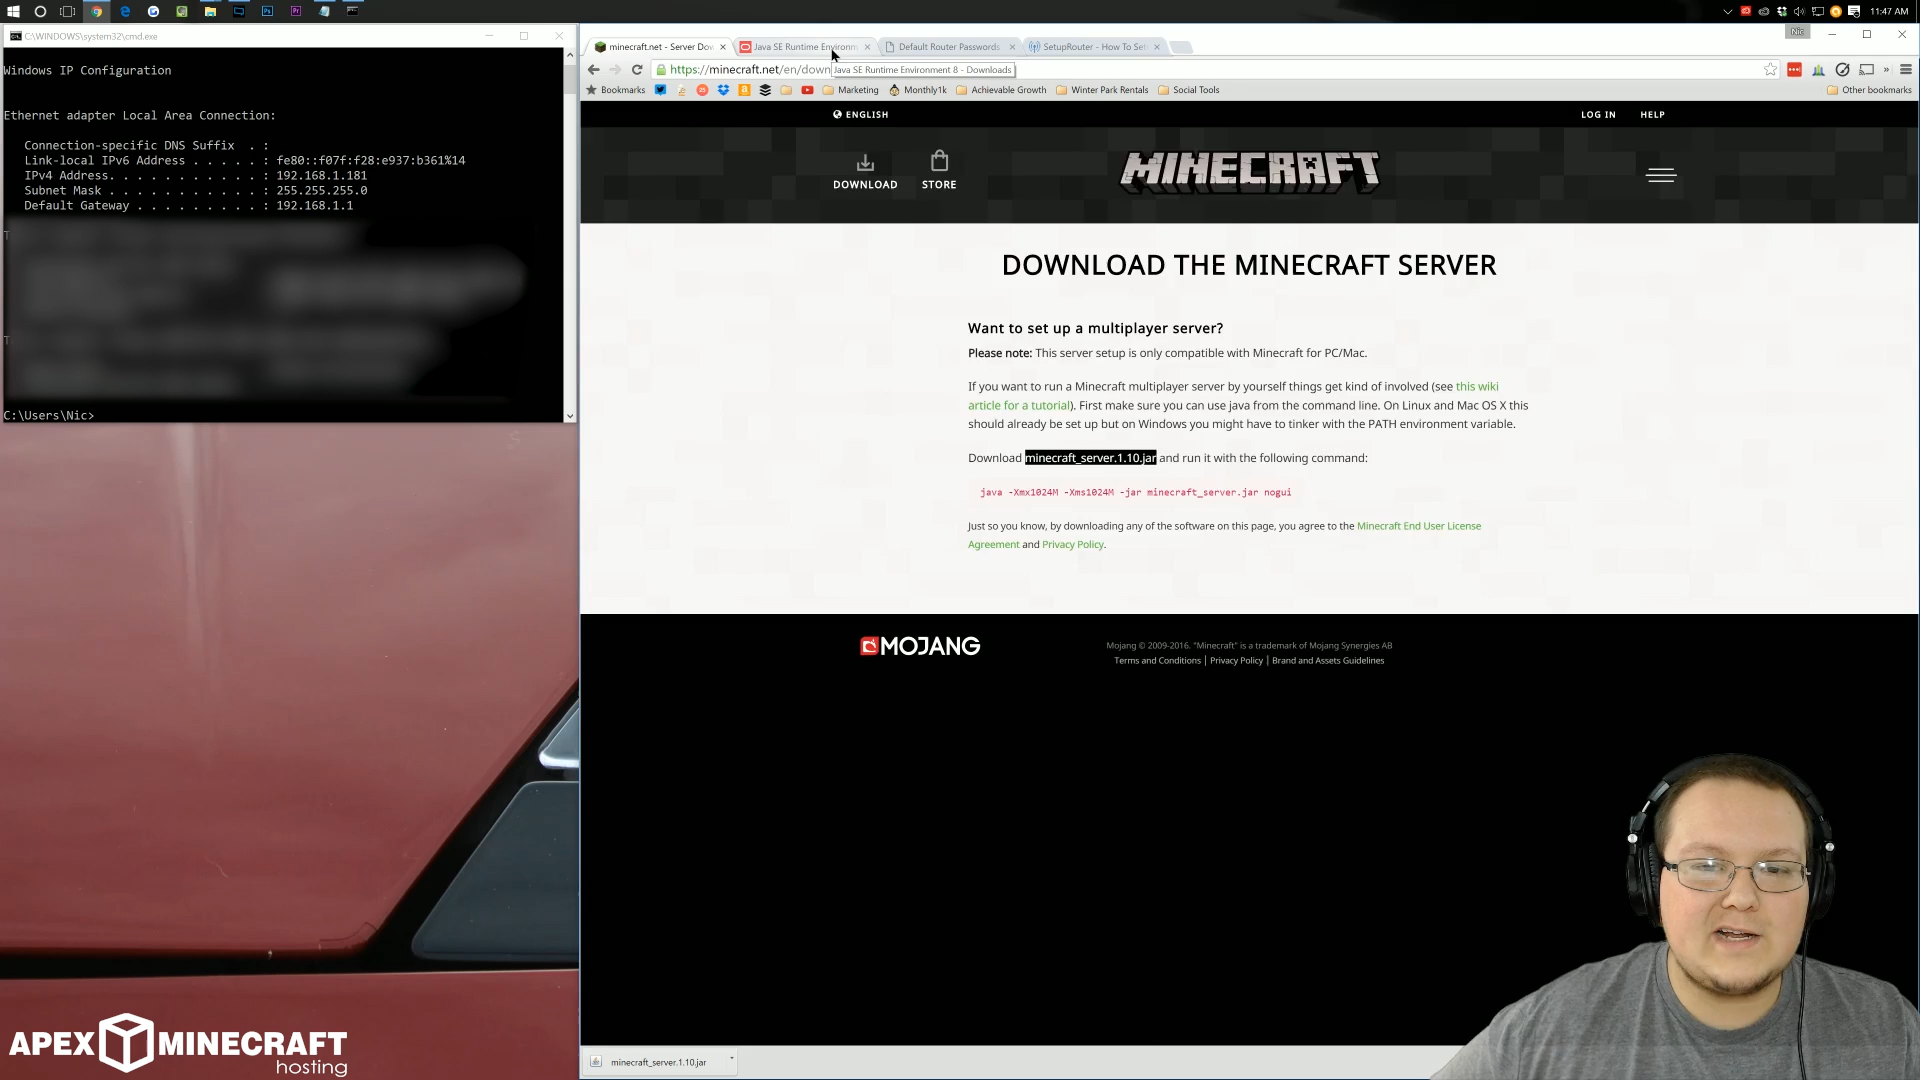 11:47 AM
C:\WINDOWS\system32\cmd.exe
Windows IP Configuration
Ethernet adapter Local Area Connection:
Connection-specific DNS Suffix . :
Link-local IPv6 Address . . . . . : fe80::f07f:f28:e937:b361%14
IPv4 Address. . . . . . . . . . . : 192.168.1.181
Subnet Mask . . . . . . . . . . . : 255.255.255.0
Default Gateway . . . . . . . . . : 192.168.1.1
C:\Users\Nic>
Nic
minecraft.net - Server Dow
Java SE Runtime Environm
Default Router Passwords
SetupRouter - How To Set
https://minecraft.net/en/down
Java SE Runtime Environment 8 - Downloads
Bookmarks
Marketing
Monthly1k
Achievable Growth
Winter Park Rentals
Social Tools
Other bookmarks
ENGLISH
LOG IN
HELP
DOWNLOAD
STORE
MINECRAFT
DOWNLOAD THE MINECRAFT SERVER
Want to set up a multiplayer server?
Please note: This server setup is only compatible with Minecraft for PC/Mac.
If you want to run a Minecraft multiplayer server by yourself things get kind of involved (see this wiki
article for a tutorial). First make sure you can use java from the command line. On Linux and Mac OS X this
should already be set up but on Windows you might have to tinker with the PATH environment variable.
Download minecraft_server.1.10.jar and run it with the following command:
java -Xmx1024M -Xms1024M -jar minecraft_server.jar nogui
Just so you know, by downloading any of the software on this page, you agree to the Minecraft End User License
Agreement and Privacy Policy.
MOJANG
Mojang © 2009-2016. "Minecraft" is a trademark of Mojang Synergies AB
Terms and Conditions | Privacy Policy | Brand and Assets Guidelines
minecraft_server.1.10.jar
APEX MINECRAFT
hosting